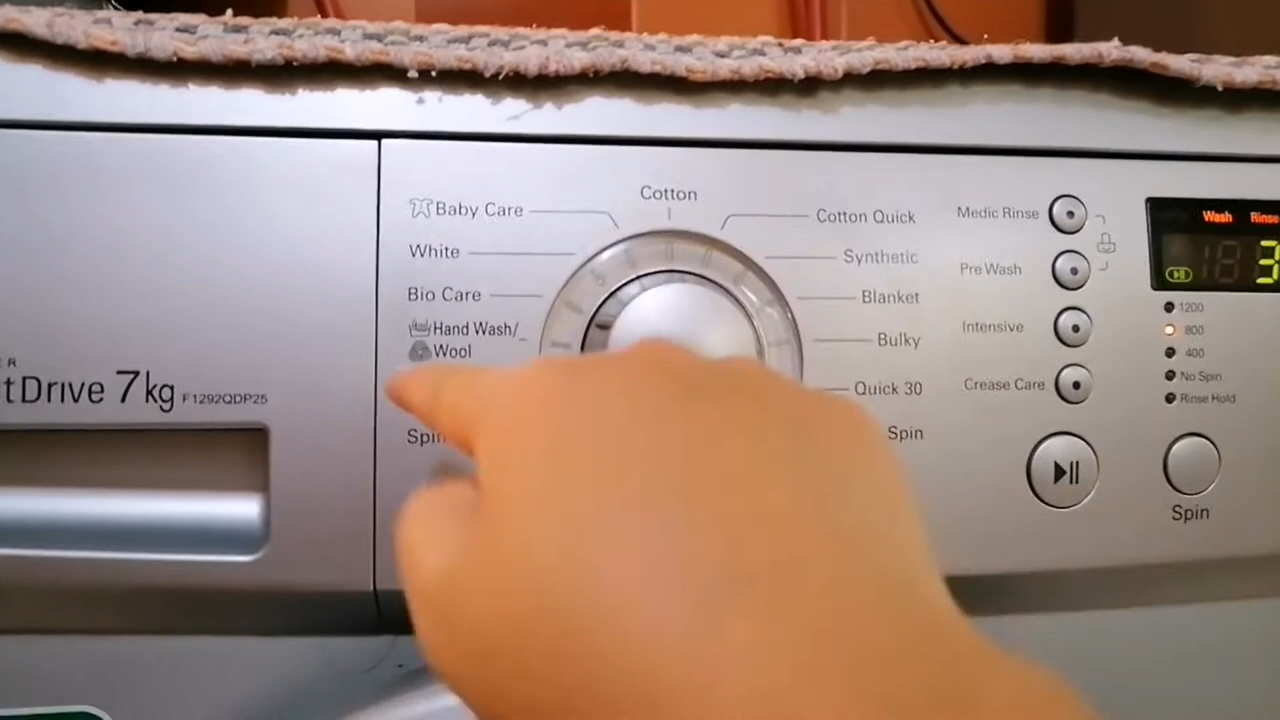 Baby Care
White
Bio Care
Hand Wash/
Wool
Spin
Cotton
Cotton Quick
Synthetic
Blanket
Bulky
Quick 30
Spin
tDrive 7kg F1292QDP25
Medic Rinse
Pre Wash
Intensive
Crease Care
Wash Rinse
1200
800
400
No Spin
Rinse Hold
Spin